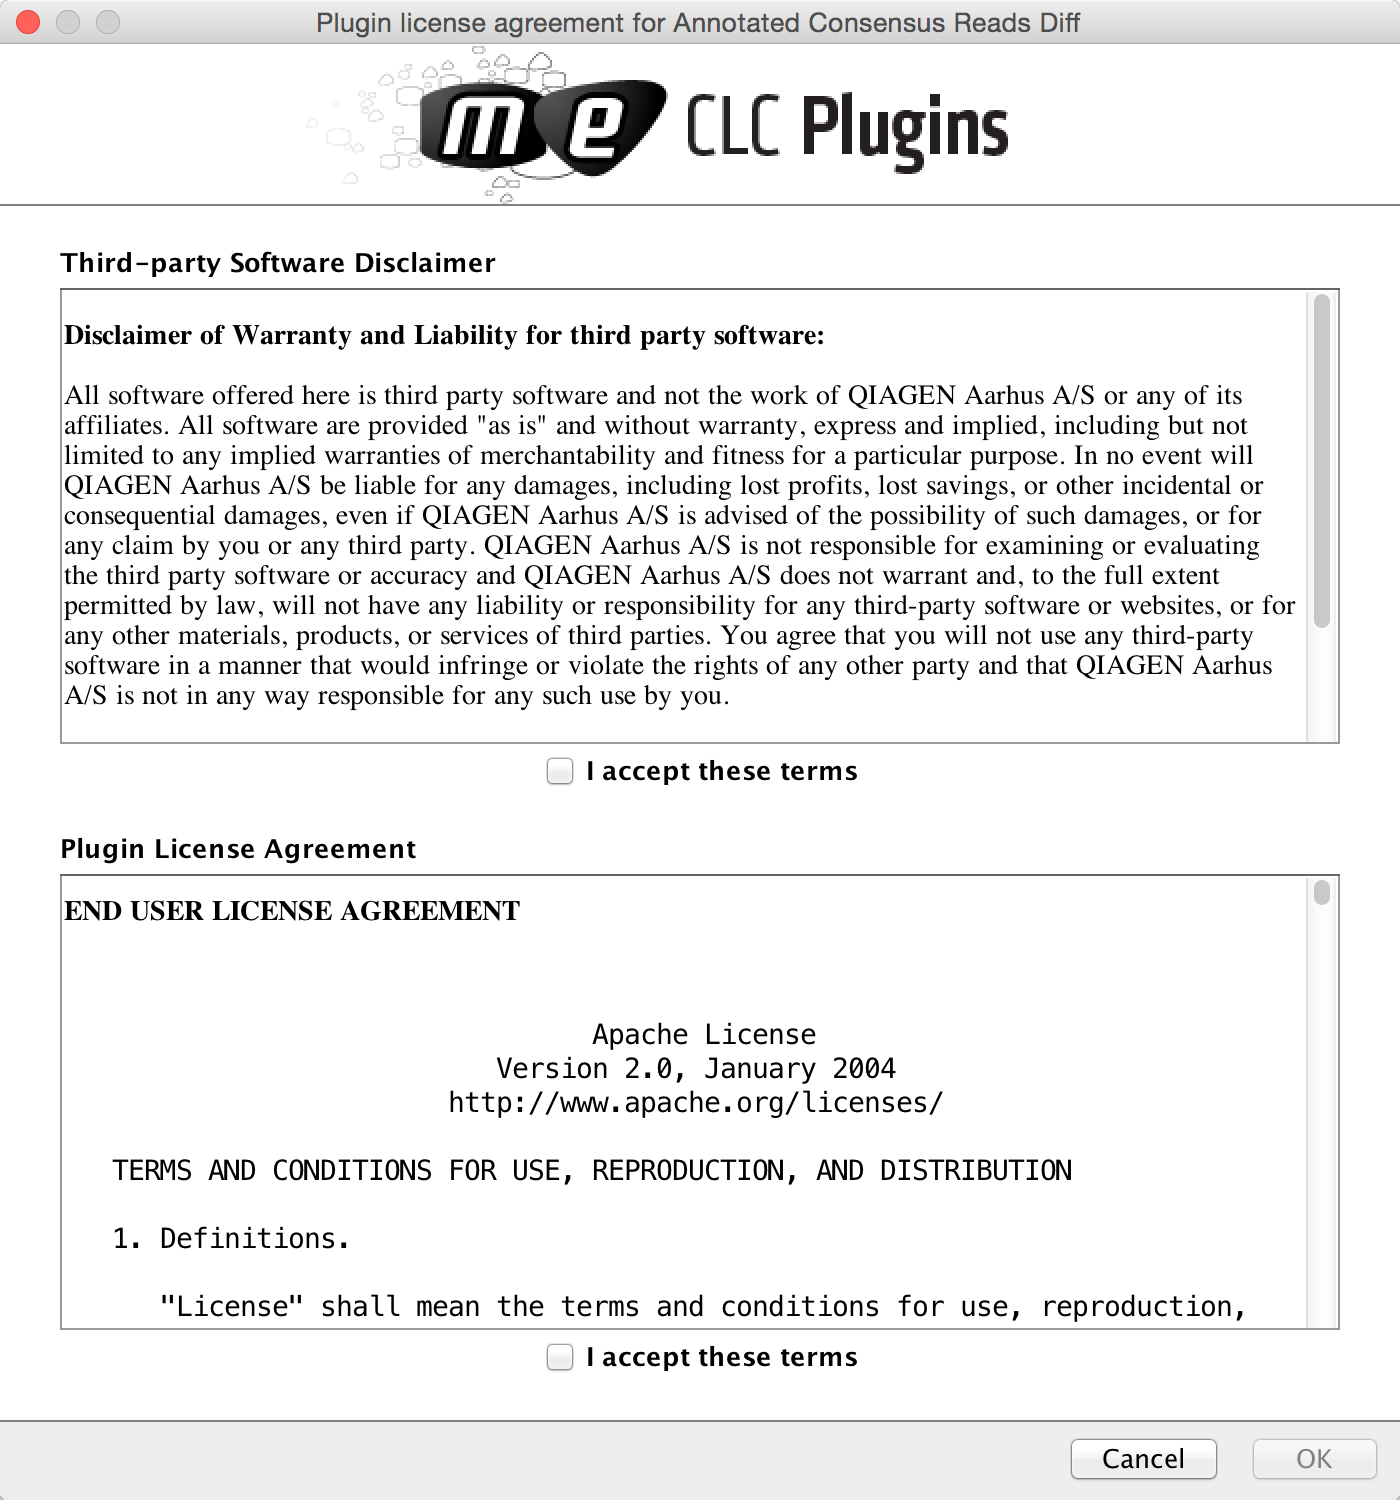 Plugin license agreement for Annotated Consensus Reads Diff
me CLC Plugins
Third-party Software Disclaimer
Disclaimer of Warranty and Liability for third party software:
All software offered here is third party software and not the work of QIAGEN Aarhus A/S or any of its
affiliates. All software are provided "as is" and without warranty, express and implied, including but not
limited to any implied warranties of merchantability and fitness for a particular purpose. In no event will
QIAGEN Aarhus A/S be liable for any damages, including lost profits, lost savings, or other incidental or
consequential damages, even if QIAGEN Aarhus A/S is advised of the possibility of such damages, or for
any claim by you or any third party. QIAGEN Aarhus A/S is not responsible for examining or evaluating
the third party software or accuracy and QIAGEN Aarhus A/S does not warrant and, to the full extent
permitted by law, will not have any liability or responsibility for any third-party software or websites, or for
any other materials, products, or services of third parties. You agree that you will not use any third-party
software in a manner that would infringe or violate the rights of any other party and that QIAGEN Aarhus
A/S is not in any way responsible for any such use by you.
I accept these terms
Plugin License Agreement
END USER LICENSE AGREEMENT
Apache License
Version 2.0, January 2004
http://www.apache.org/licenses/
TERMS AND CONDITIONS FOR USE, REPRODUCTION, AND DISTRIBUTION
1. Definitions.
"License" shall mean the terms and conditions for use, reproduction,
I accept these terms
Cancel
OK